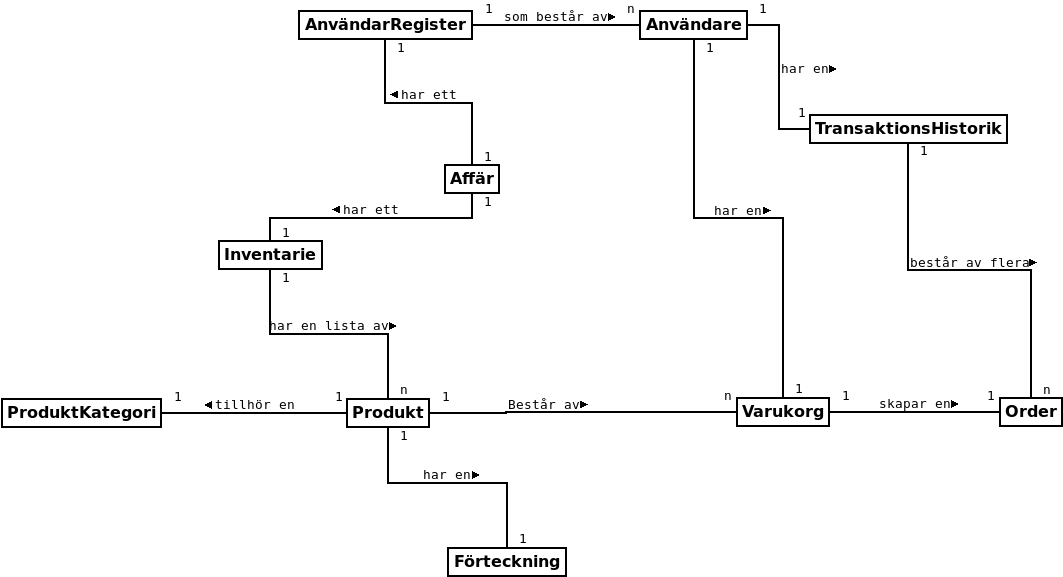 1 som består av n
AnvändarRegister
Användare
1
1
1
har en
har ett
1
TransaktionsHistorik
1
1
Affär
1
har ett
har en
1
Inventarie
1
består av flera
har en lista av
n
1
n
1
tillhör en
1
1
Består av
n
1
skapar en
1
ProduktKategori
Produkt
Varukorg
Order
1
har en
1
Förteckning